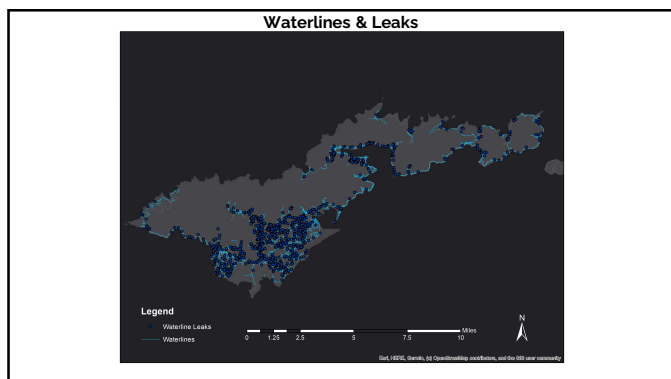 Waterlines & Leaks
Legend
Waterline Leaks
Waterlines
0 1.25 2.5 5 7.5 10 Miles
N
Esri, HERE, Garmin, (c) OpenStreetMap contributors, and the GIS user community